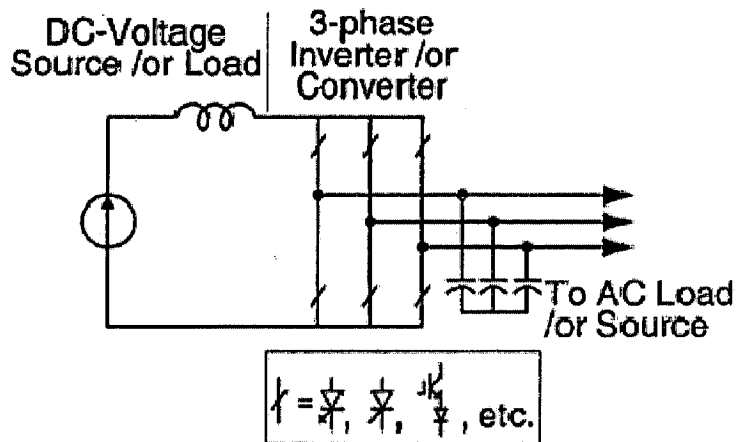 DC-Voltage
Source /or Load
3-phase
Inverter /or
Converter
To AC Load
/or Source
= , , , etc.